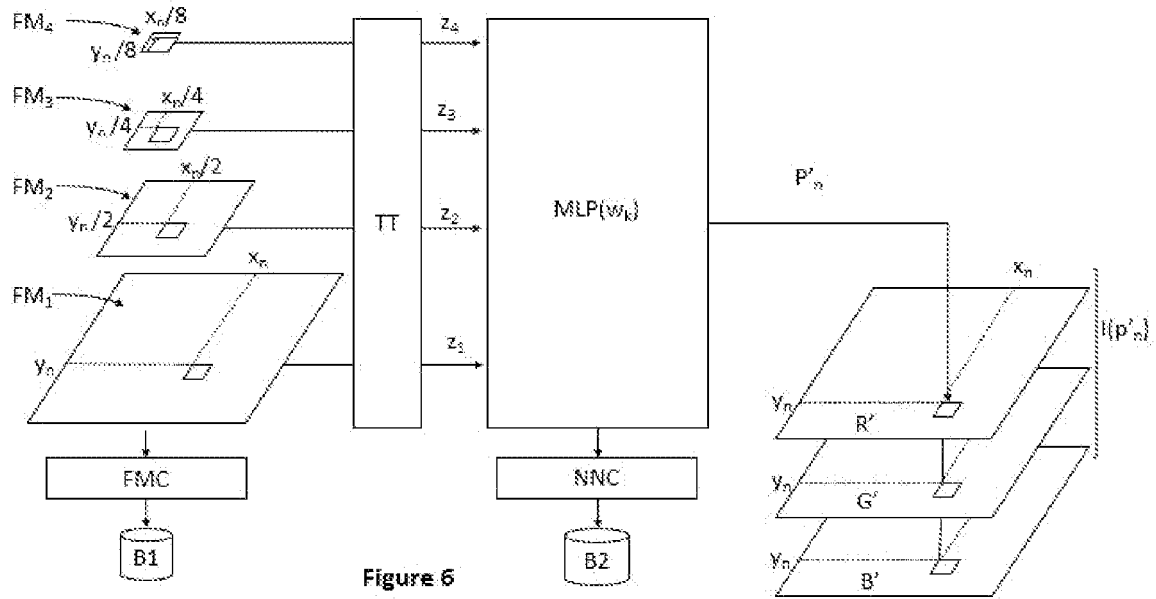 FM₄
xₙ/8
yₙ/8
z₄
FM₃
xₙ/4
yₙ/4
z₃
FM₂
xₙ/2
yₙ/2
z₂
TT
MLP(wₖ)
P'ₙ
FM₁
xₙ
yₙ
z₁
xₙ
I(p'ₙ)
yₙ
R'
yₙ
G'
yₙ
B'
FMC
NNC
B1
B2
Figure 6